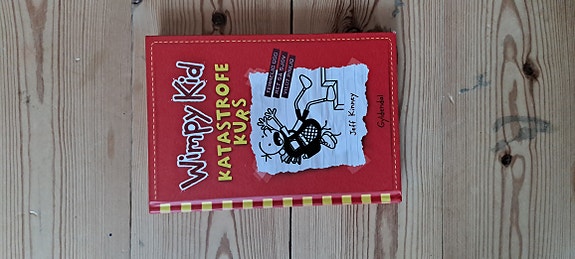 Wimpy Kid
KATASTROFE
KURS
Jeff Kinney
Gyldendal